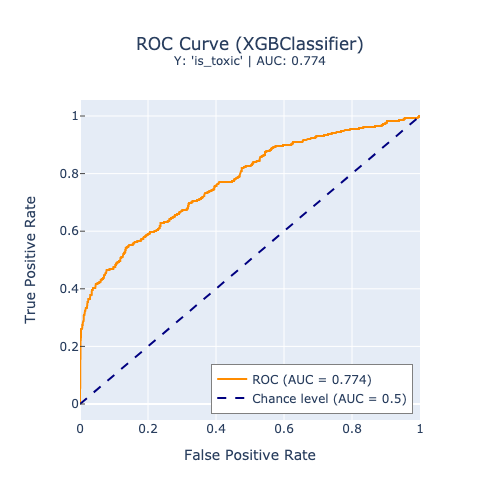 ROC Curve (XGBClassifier)
Y: 'is_toxic' | AUC: 0.774
True Positive Rate
1
0.8
0.6
0.4
0.2
0
ROC (AUC = 0.774)
Chance level (AUC = 0.5)
0
0.2
0.4
0.6
0.8
1
False Positive Rate